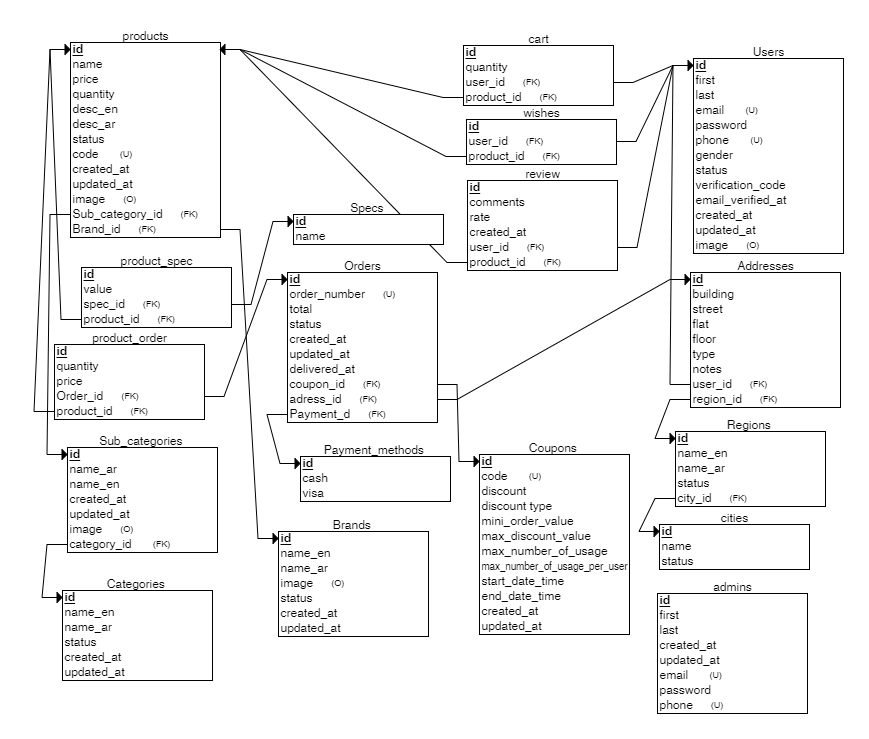 products
id
name
price
quantity
desc_en
desc_ar
status
code (U)
created_at
updated_at
image (O)
Sub_category_id (FK)
Brand_id (FK)
cart
id
quantity
user_id (FK)
product_id (FK)
wishes
id
user_id (FK)
product_id (FK)
review
id
comments
rate
created_at
user_id (FK)
product_id (FK)
Users
id
first
last
email (U)
password
phone (U)
gender
status
verification_code
email_verified_at
created_at
updated_at
image (O)
Specs
id
name
product_spec
id
value
spec_id (FK)
product_id (FK)
Orders
id
order_number (U)
total
status
created_at
updated_at
delivered_at
coupon_id (FK)
adress_id (FK)
Payment_d (FK)
Addresses
id
building
street
flat
floor
type
notes
user_id (FK)
region_id (FK)
product_order
id
quantity
price
Order_id (FK)
product_id (FK)
Sub_categories
id
name_ar
name_en
created_at
updated_at
image (O)
category_id (FK)
Payment_methods
id
cash
visa
Coupons
id
code (U)
discount
discount type
mini_order_value
max_discount_value
max_number_of_usage
max_number_of_usage_per_user
start_date_time
end_date_time
created_at
updated_at
Regions
id
name_en
name_ar
status
city_id (FK)
cities
id
name
status
Brands
id
name_en
name_ar
image (O)
status
created_at
updated_at
Categories
id
name_en
name_ar
status
created_at
updated_at
admins
id
first
last
created_at
updated_at
email (U)
password
phone (U)